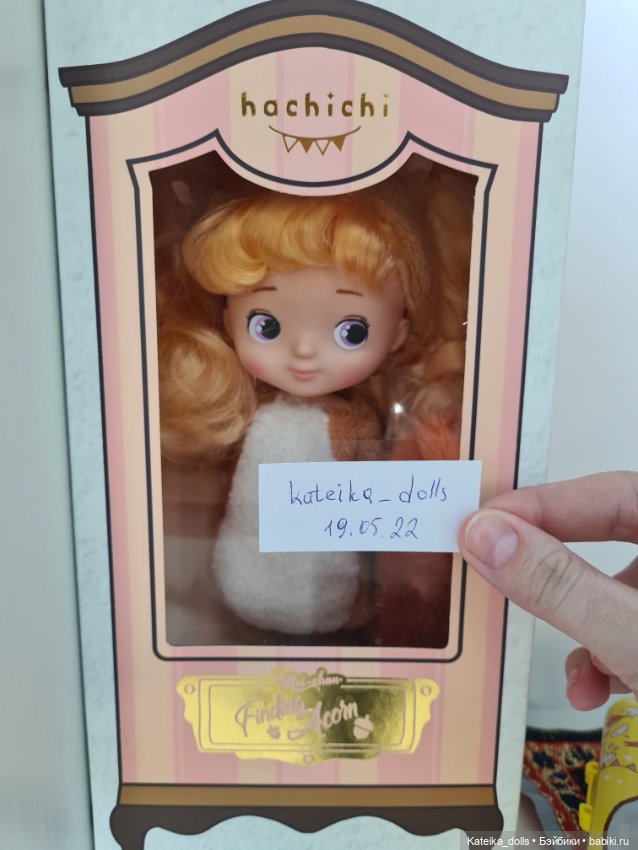 hachichi
kateika_dolls
19.05.22
Finding
Acorn
Kateika_dolls • Бэйбики • babiki.ru